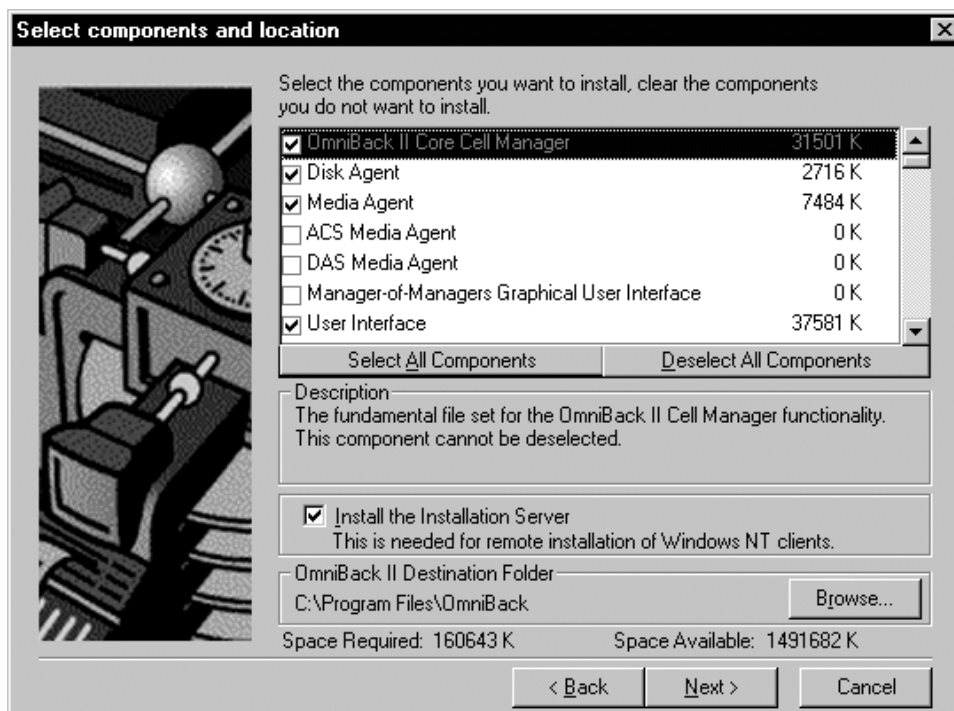 Select components and location
Select the components you want to install, clear the components
you do not want to install.
OmniBack II Core Cell Manager 31501 K
Disk Agent 2716 K
Media Agent 7484 K
ACS Media Agent 0 K
DAS Media Agent 0 K
Manager-of-Managers Graphical User Interface 0 K
User Interface 37581 K
Select All Components Deselect All Components
Description
The fundamental file set for the OmniBack II Cell Manager functionality.
This component cannot be deselected.
Install the Installation Server
This is needed for remote installation of Windows NT clients.
OmniBack II Destination Folder
C:\Program Files\OmniBack Browse...
Space Required: 160643 K Space Available: 1491682 K
< Back Next > Cancel